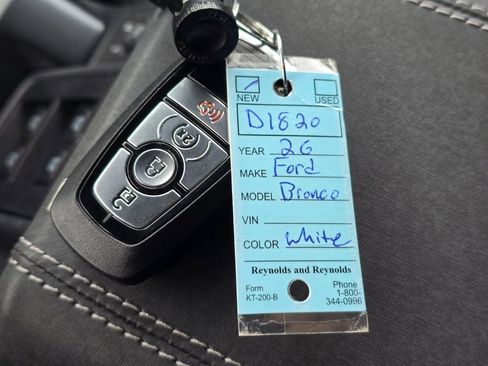 NEW USED
D1820
YEAR 26
MAKE Ford
MODEL Bronco
VIN
COLOR White
Reynolds and Reynolds
Form Phone
KT-200-B 1-800-
344-0996